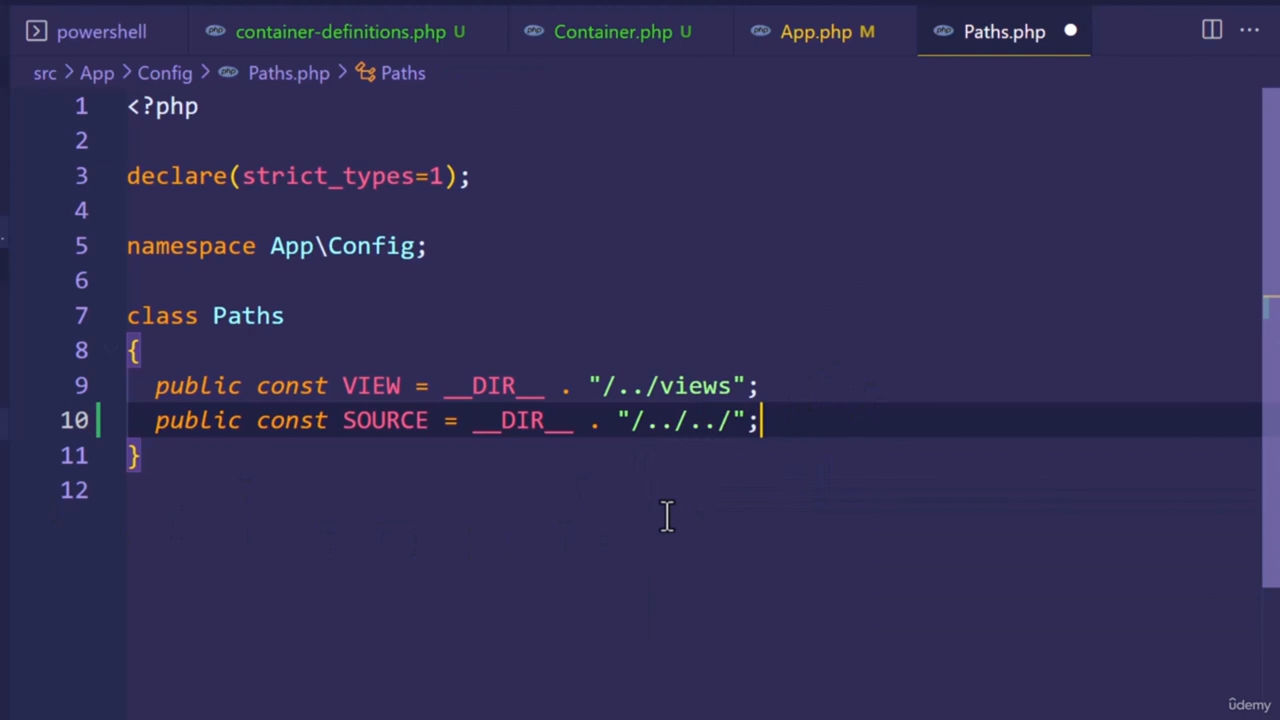 powershell container-definitions.php U Container.php U App.php M Paths.php
src App Config Paths.php Paths
1 <?php
2
3 declare(strict_types=1);
4
5 namespace App\Config;
6
7 class Paths
8 {
9 public const VIEW = __DIR__ . "/../views";
10 public const SOURCE = __DIR__ . "/../../";
11 }
12
ûdemy